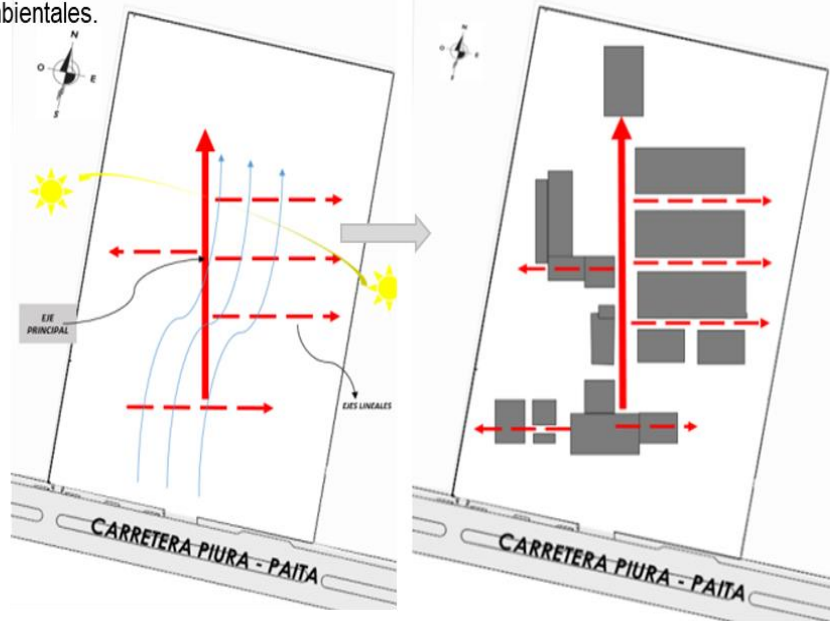 bientales.
N
O
E
S
EJE
PRINCIPAL
EJES LINEALES
CARRETERA PIURA - PAITA
N
O
E
S
CARRETERA PIURA - PAITA